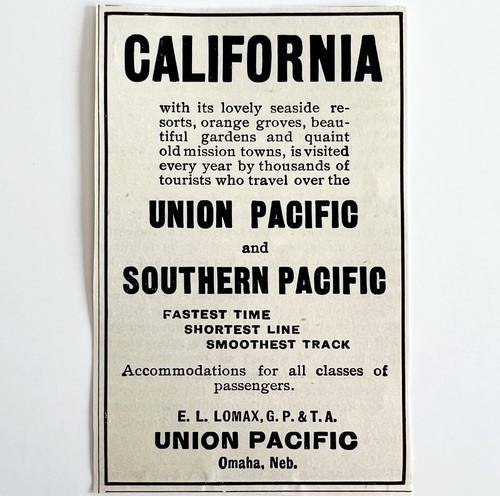 CALIFORNIA
with its lovely seaside re-
sorts, orange groves, beau-
tiful gardens and quaint
old mission towns, is visited
every year by thousands of
tourists who travel over the
UNION PACIFIC
and
SOUTHERN PACIFIC
FASTEST TIME
SHORTEST LINE
SMOOTHEST TRACK
Accommodations for all classes of
passengers.
E. L. LOMAX, G. P. & T. A.
UNION PACIFIC
Omaha, Neb.